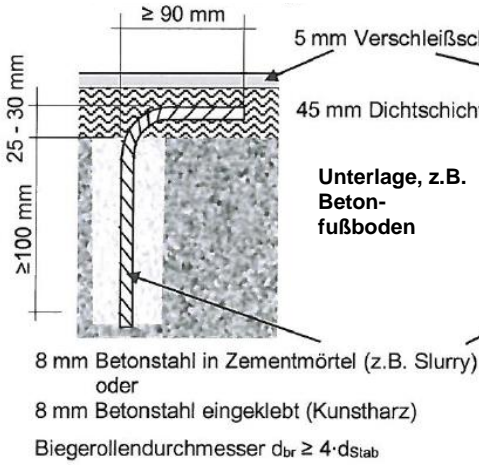 ≥ 90 mm
5 mm Verschleißsch
25 - 30 mm
45 mm Dichtschicht
Unterlage, z.B.
Beton-
fußboden
≥100 mm
8 mm Betonstahl in Zementmörtel (z.B. Slurry)
oder
8 mm Betonstahl eingeklebt (Kunstharz)
Biegerollendurchmesser dbr ≥ 4·dStab